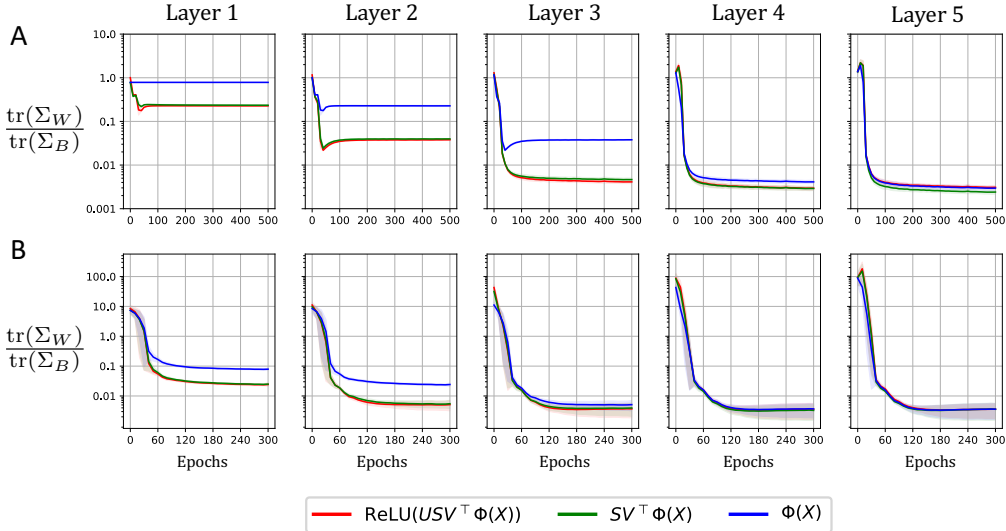 Layer 1 Layer 2 Layer 3 Layer 4 Layer 5
A
10.0
1.0
0.1
0.01
0.001
tr(Σ_W)
tr(Σ_B)
0 100 200 300 400 500 0 100 200 300 400 500 0 100 200 300 400 500 0 100 200 300 400 500 0 100 200 300 400 500
B
100.0
10.0
1.0
0.1
0.01
tr(Σ_W)
tr(Σ_B)
0 60 120 180 240 300 0 60 120 180 240 300 0 60 120 180 240 300 0 60 120 180 240 300 0 60 120 180 240 300
Epochs Epochs Epochs Epochs Epochs
ReLU(USV⊤Φ(X)) SV⊤Φ(X) Φ(X)